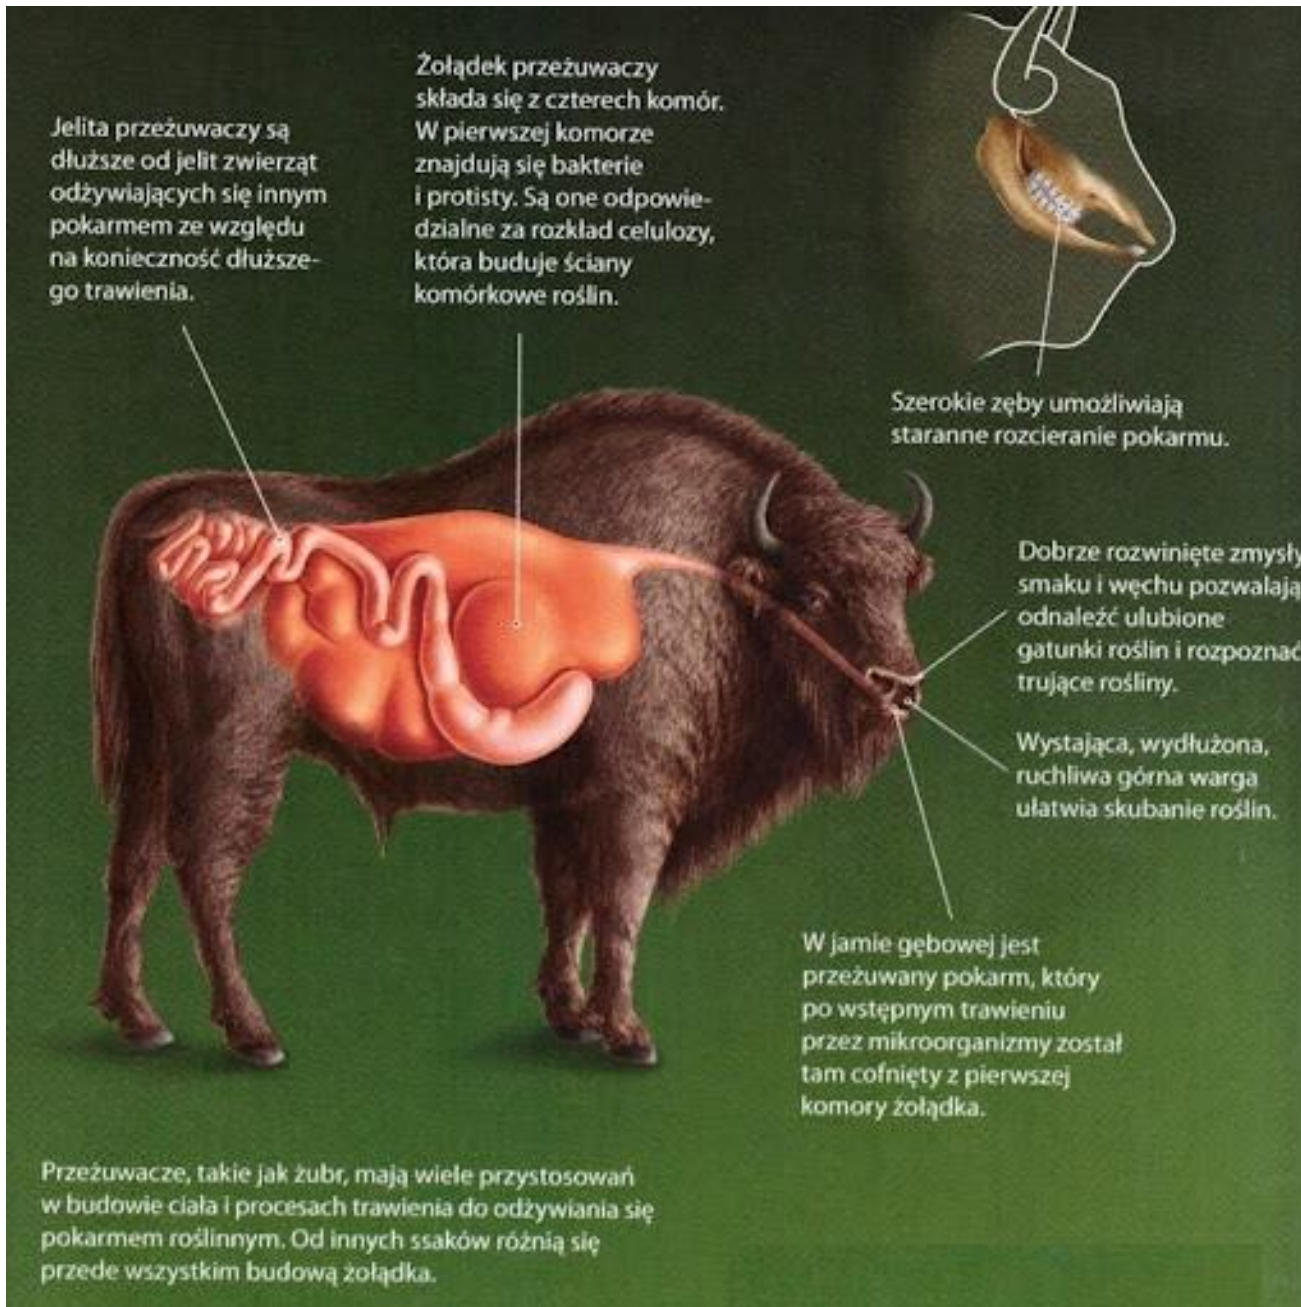 Żołądek przeżuwaczy
składa się z czterech komór.
W pierwszej komorze
znajdują się bakterie
i protisty. Są one odpowie-
dzialne za rozkład celulozy,
która buduje ściany
komórkowe roślin.
Jelita przeżuwaczy są
dłuższe od jelit zwierząt
odżywiających się innym
pokarmem ze względu
na konieczność dłuższe-
go trawienia.
Szerokie zęby umożliwiają
staranne rozcieranie pokarmu.
Dobrze rozwinięte zmysły
smaku i węchu pozwalają
odnaleźć ulubione
gatunki roślin i rozpoznać
trujące rośliny.
Wystająca, wydłużona,
ruchliwa górna warga
ułatwia skubanie roślin.
W jamie gębowej jest
przeżuwany pokarm, który
po wstępnym trawieniu
przez mikroorganizmy został
tam cofnięty z pierwszej
komory żołądka.
Przeżuwacze, takie jak żubr, mają wiele przystosowań
w budowie ciała i procesach trawienia do odżywiania się
pokarmem roślinnym. Od innych ssaków różnią się
przede wszystkim budową żołądka.